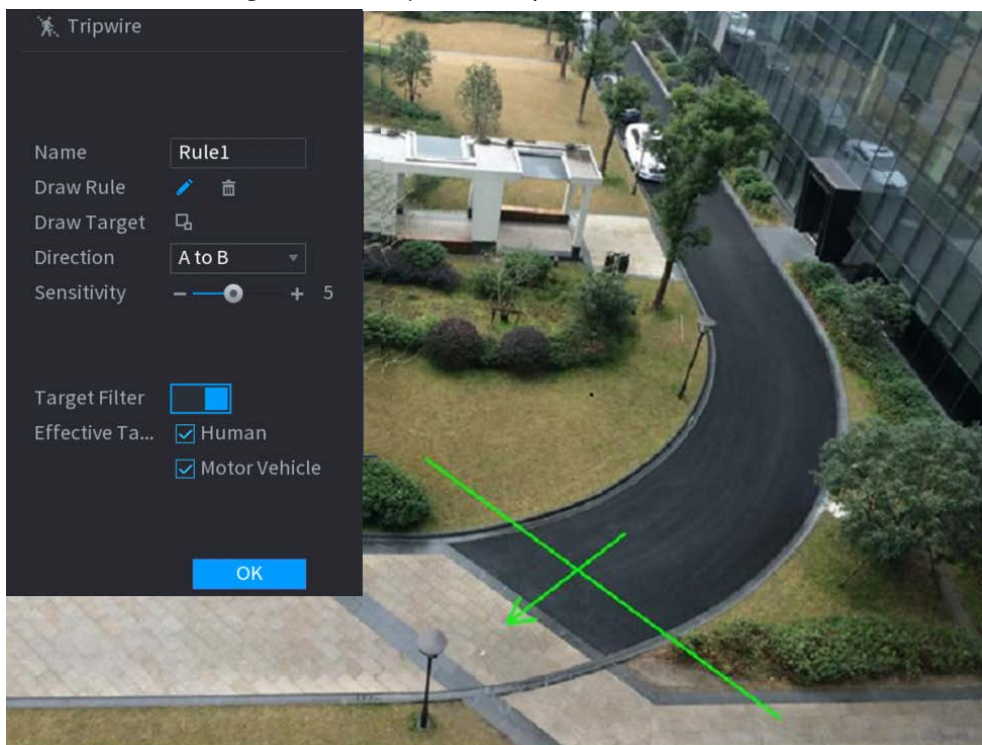 Tripwire
Name Rule1
Draw Rule
Draw Target
Direction A to B
Sensitivity - + 5
Target Filter
Effective Ta... Human
Motor Vehicle
OK